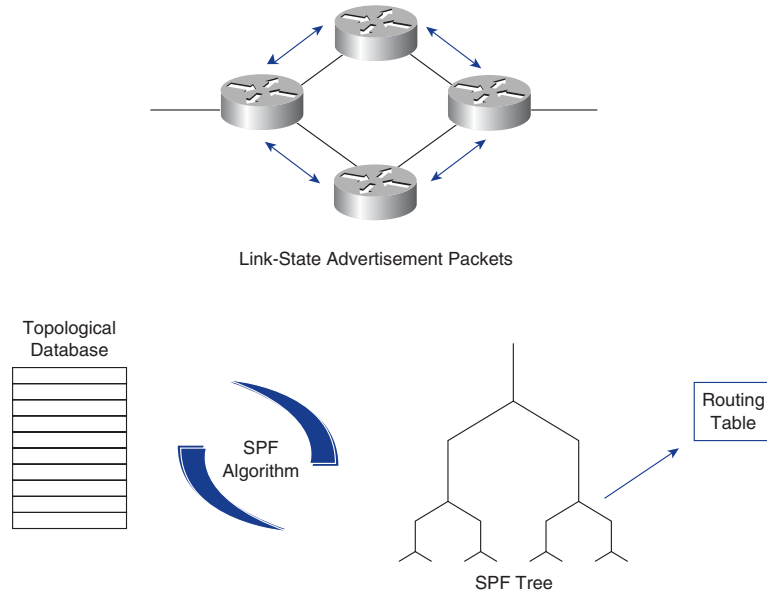 Link-State Advertisement Packets
Topological
Database
SPF
Algorithm
Routing
Table
SPF Tree